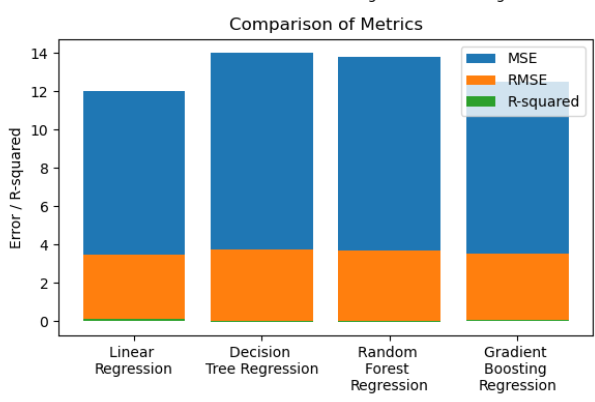 Comparison of Metrics
Error / R-squared
14
12
10
8
6
4
2
0
MSE
RMSE
R-squared
Linear
Regression
Decision
Tree Regression
Random
Forest
Regression
Gradient
Boosting
Regression